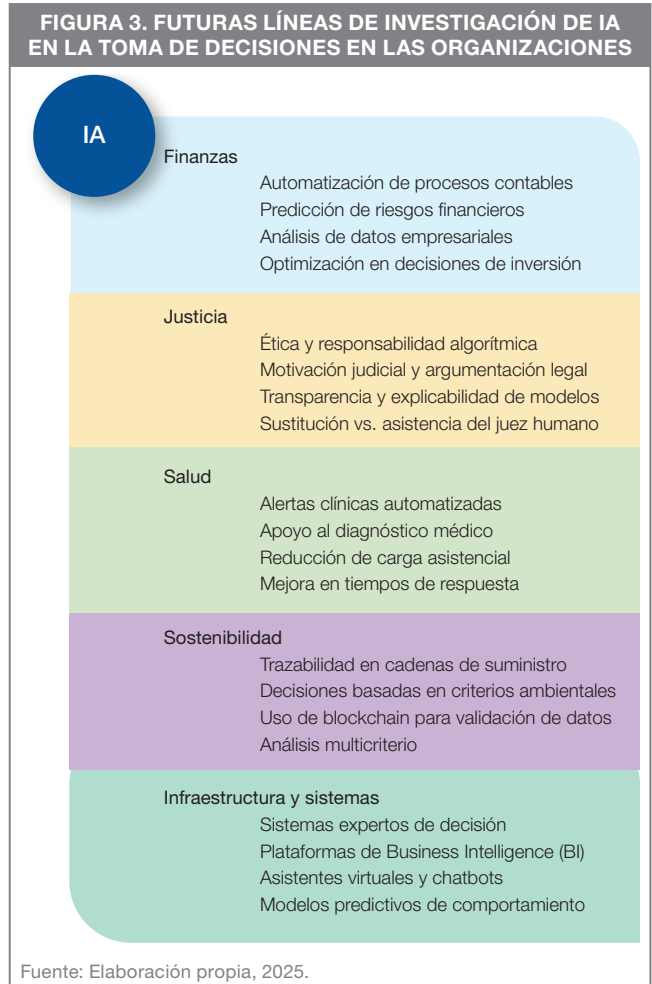 FIGURA 3. FUTURAS LÍNEAS DE INVESTIGACIÓN DE IA
EN LA TOMA DE DECISIONES EN LAS ORGANIZACIONES
IA
Finanzas
Automatización de procesos contables
Predicción de riesgos financieros
Análisis de datos empresariales
Optimización en decisiones de inversión
Justicia
Ética y responsabilidad algorítmica
Motivación judicial y argumentación legal
Transparencia y explicabilidad de modelos
Sustitución vs. asistencia del juez humano
Salud
Alertas clínicas automatizadas
Apoyo al diagnóstico médico
Reducción de carga asistencial
Mejora en tiempos de respuesta
Sostenibilidad
Trazabilidad en cadenas de suministro
Decisiones basadas en criterios ambientales
Uso de blockchain para validación de datos
Análisis multicriterio
Infraestructura y sistemas
Sistemas expertos de decisión
Plataformas de Business Intelligence (BI)
Asistentes virtuales y chatbots
Modelos predictivos de comportamiento
Fuente: Elaboración propia, 2025.